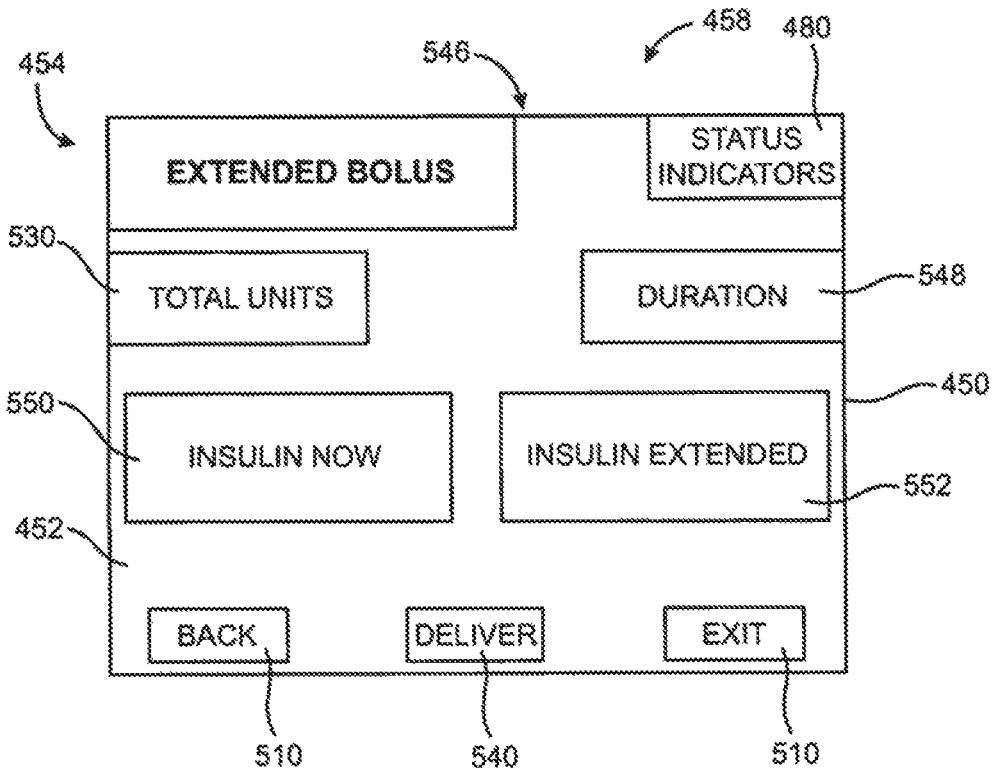 458
480
546
454
EXTENDED BOLUS
STATUS
INDICATORS
530
TOTAL UNITS
DURATION
548
450
550
INSULIN NOW
INSULIN EXTENDED
552
452
BACK
DELIVER
EXIT
510
540
510